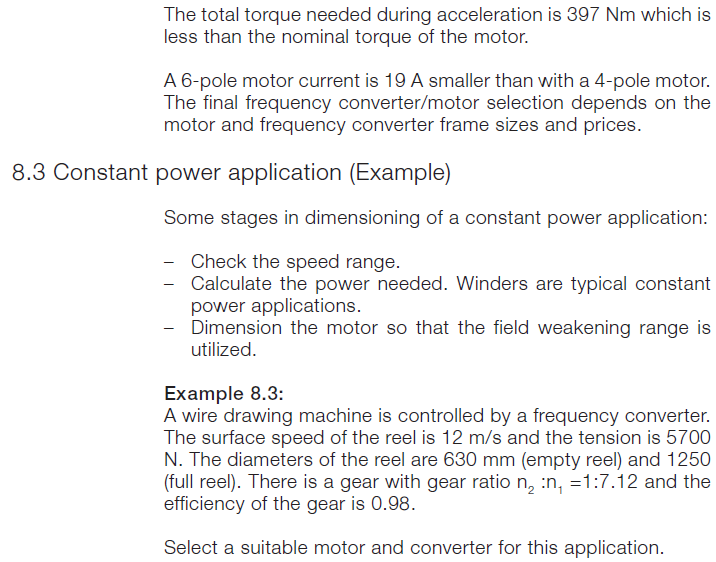 The total torque needed during acceleration is 397 Nm which is
less than the nominal torque of the motor.
A 6-pole motor current is 19 A smaller than with a 4-pole motor.
The final frequency converter/motor selection depends on the
motor and frequency converter frame sizes and prices.
8.3 Constant power application (Example)
Some stages in dimensioning of a constant power application:
– Check the speed range.
– Calculate the power needed. Winders are typical constant
power applications.
– Dimension the motor so that the field weakening range is
utilized.
Example 8.3:
A wire drawing machine is controlled by a frequency converter.
The surface speed of the reel is 12 m/s and the tension is 5700
N. The diameters of the reel are 630 mm (empty reel) and 1250
(full reel). There is a gear with gear ratio n₂ :n₁ =1:7.12 and the
efficiency of the gear is 0.98.
Select a suitable motor and converter for this application.